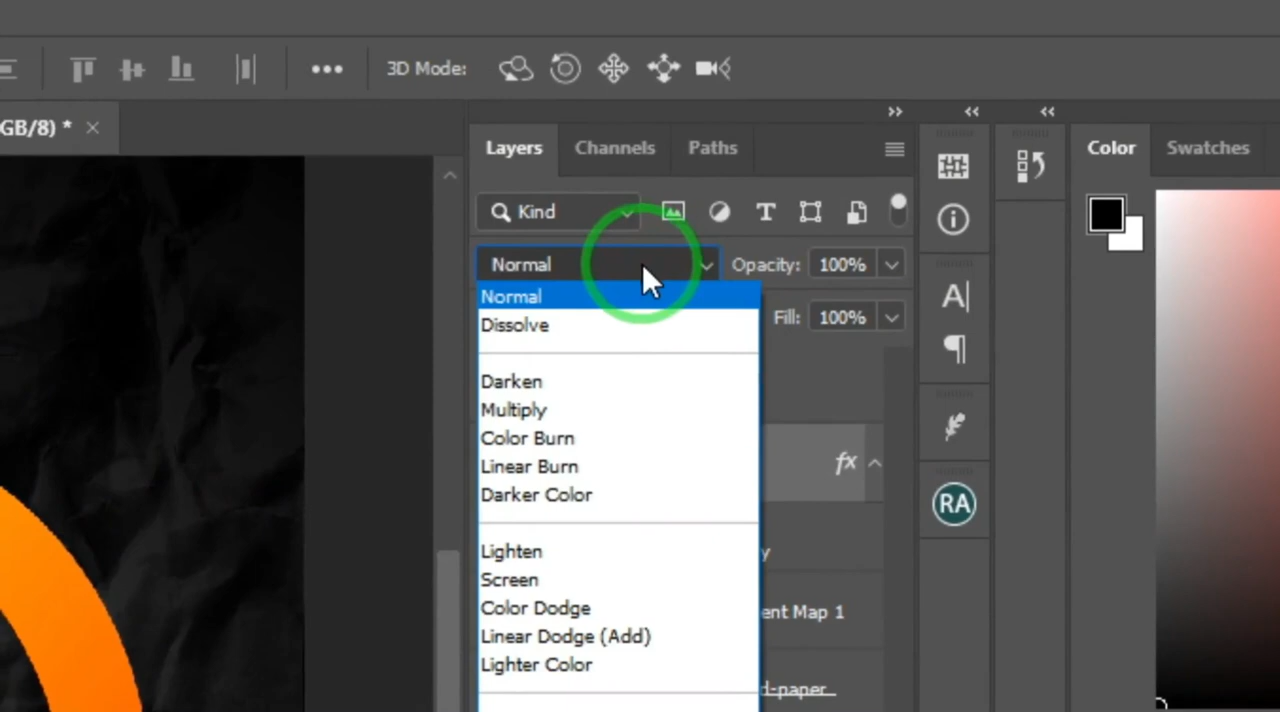 3D Mode:
GB/8) *
Layers
Channels
Paths
Color
Swatches
Kind
T
Normal
Opacity: 100%
Normal
Fill: 100%
Dissolve
A
Darken
Multiply
Color Burn
fx
Linear Burn
Darker Color
RA
Lighten
y
Screen
Color Dodge
ent Map 1
Linear Dodge (Add)
Lighter Color
d-paper